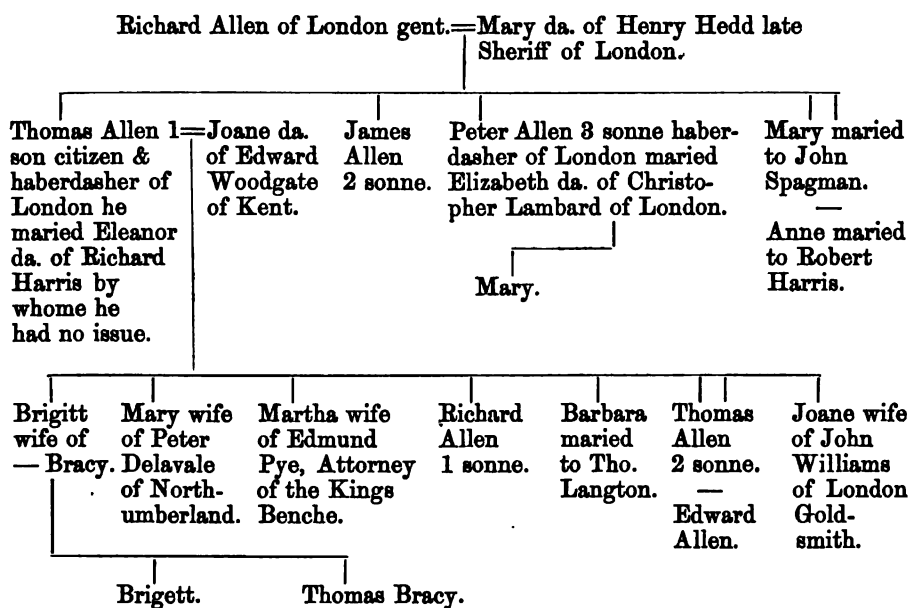 Richard Allen of London gent.=Mary da. of Henry Hedd late
Sheriff of London.
Thomas Allen 1=Joane da.
son citizen & of Edward
haberdasher of Woodgate
London he of Kent.
maried Eleanor
da. of Richard
Harris by
whome he
had no issue.
James
Allen
2 sonne.
Peter Allen 3 sonne haber-
dasher of London maried
Elizabeth da. of Christo-
pher Lambard of London.
Mary maried
to John
Spagman.
—
Anne maried
to Robert
Harris.
Mary.
Brigitt
wife of
— Bracy.
Mary wife
of Peter
Delavale
of North-
umberland.
Martha wife
of Edmund
Pye, Attorney
of the Kings
Benche.
Richard
Allen
1 sonne.
Barbara
maried
to Tho.
Langton.
Thomas
Allen
2 sonne.
—
Edward
Allen.
Joane wife
of John
Williams
of London
Gold-
smith.
Brigett.
Thomas Bracy.